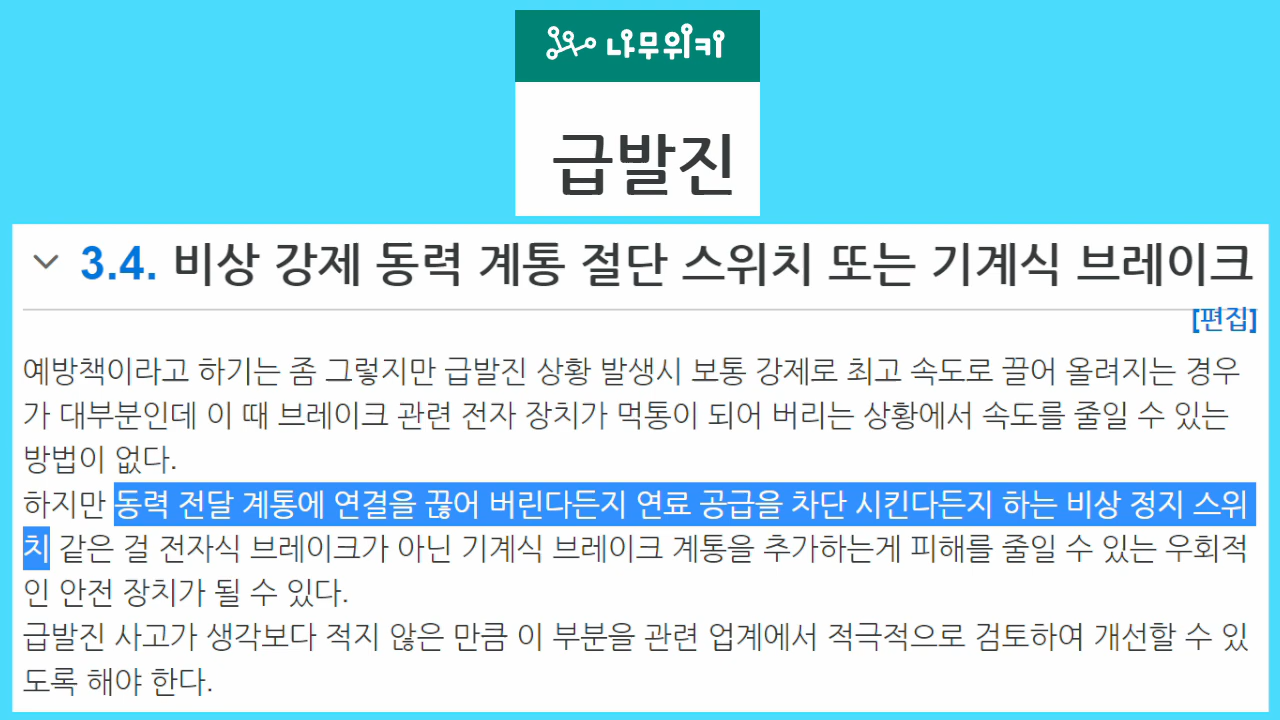 나무위키
급발진
3.4. 비상 강제 동력 계통 절단 스위치 또는 기계식 브레이크
[편집]
예방책이라고 하기는 좀 그렇지만 급발진 상황 발생시 보통 강제로 최고 속도로 끌어 올려지는 경우
가 대부분인데 이 때 브레이크 관련 전자 장치가 먹통이 되어 버리는 상황에서 속도를 줄일 수 있는
방법이 없다.
하지만 동력 전달 계통에 연결을 끊어 버린다든지 연료 공급을 차단 시킨다든지 하는 비상 정지 스위
치 같은 걸 전자식 브레이크가 아닌 기계식 브레이크 계통을 추가하는게 피해를 줄일 수 있는 우회적
인 안전 장치가 될 수 있다.
급발진 사고가 생각보다 적지 않은 만큼 이 부분을 관련 업계에서 적극적으로 검토하여 개선할 수 있
도록 해야 한다.